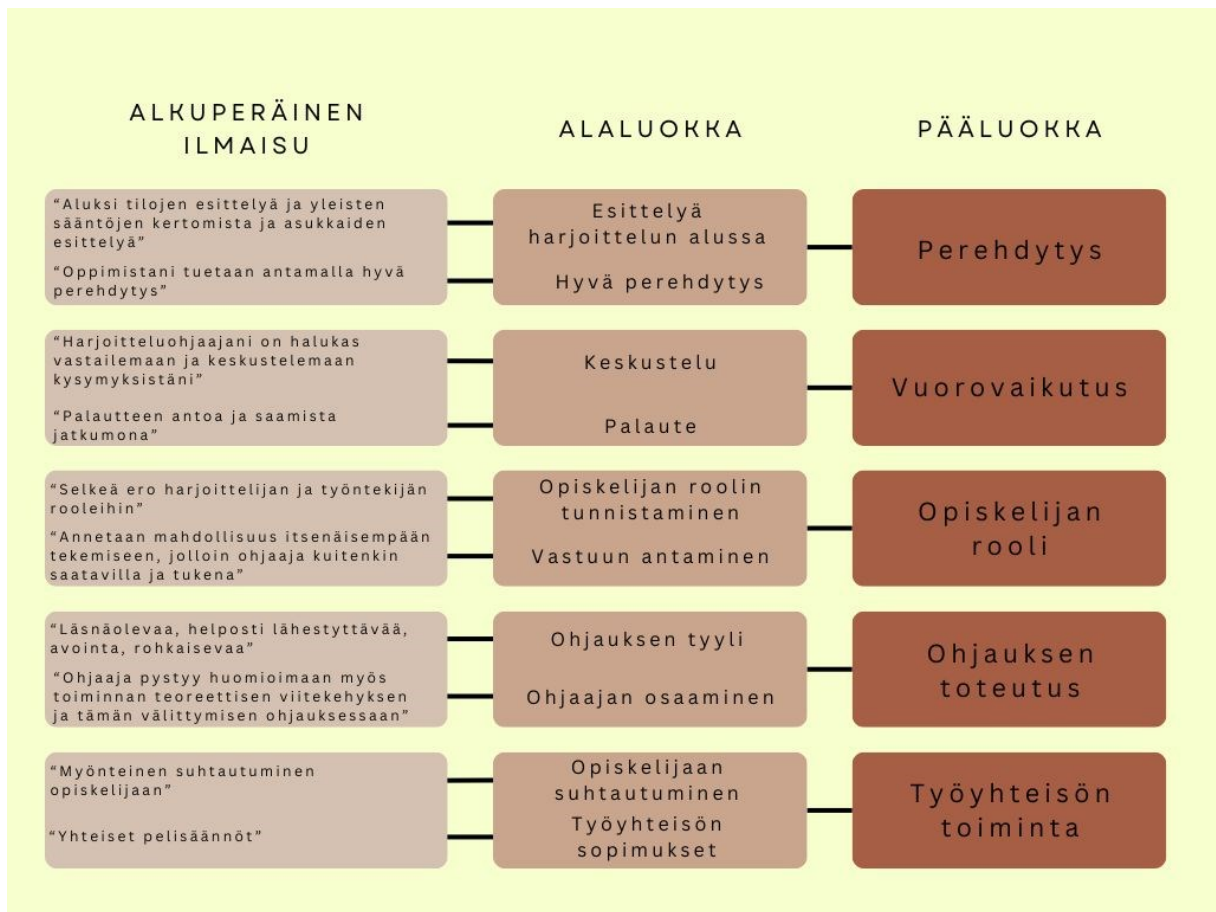 ALKUPERÄINEN
ILMAISU
ALALUOKKA
PÄÄLUOKKA
“Aluksi tilojen esittelyä ja yleisten
sääntöjen kertomista ja asukkaiden
esittelyä”
“Oppimistani tuetaan antamalla hyvä
perehdytys”
Esittelyä
harjoittelun alussa
Hyvä perehdytys
Perehdytys
“Harjoitteluohjaajani on halukas
vastailemaan ja keskustelemaan
kysymyksistäni”
“Palautteen antoa ja saamista
jatkumona”
Keskustelu
Palaute
Vuorovaikutus
“Selkeä ero harjoittelijan ja työntekijän
rooleihin”
“Annetaan mahdollisuus itsenäisempään
tekemiseen, jolloin ohjaaja kuitenkin
saatavilla ja tukena”
Opiskelijan roolin
tunnistaminen
Vastuun antaminen
Opiskelijan
rooli
“Läsnäolevaa, helposti lähestyttävää,
avointa, rohkaisevaa”
“Ohjaaja pystyy huomioimaan myös
toiminnan teoreettisen viitekehyksen
ja tämän välittymisen ohjauksessaan”
Ohjauksen tyyli
Ohjaajan osaaminen
Ohjauksen
toteutus
“Myönteinen suhtautuminen
opiskelijaan”
“Yhteiset pelisäännöt”
Opiskelijaan
suhtautuminen
Työyhteisön
sopimukset
Työyhteisön
toiminta